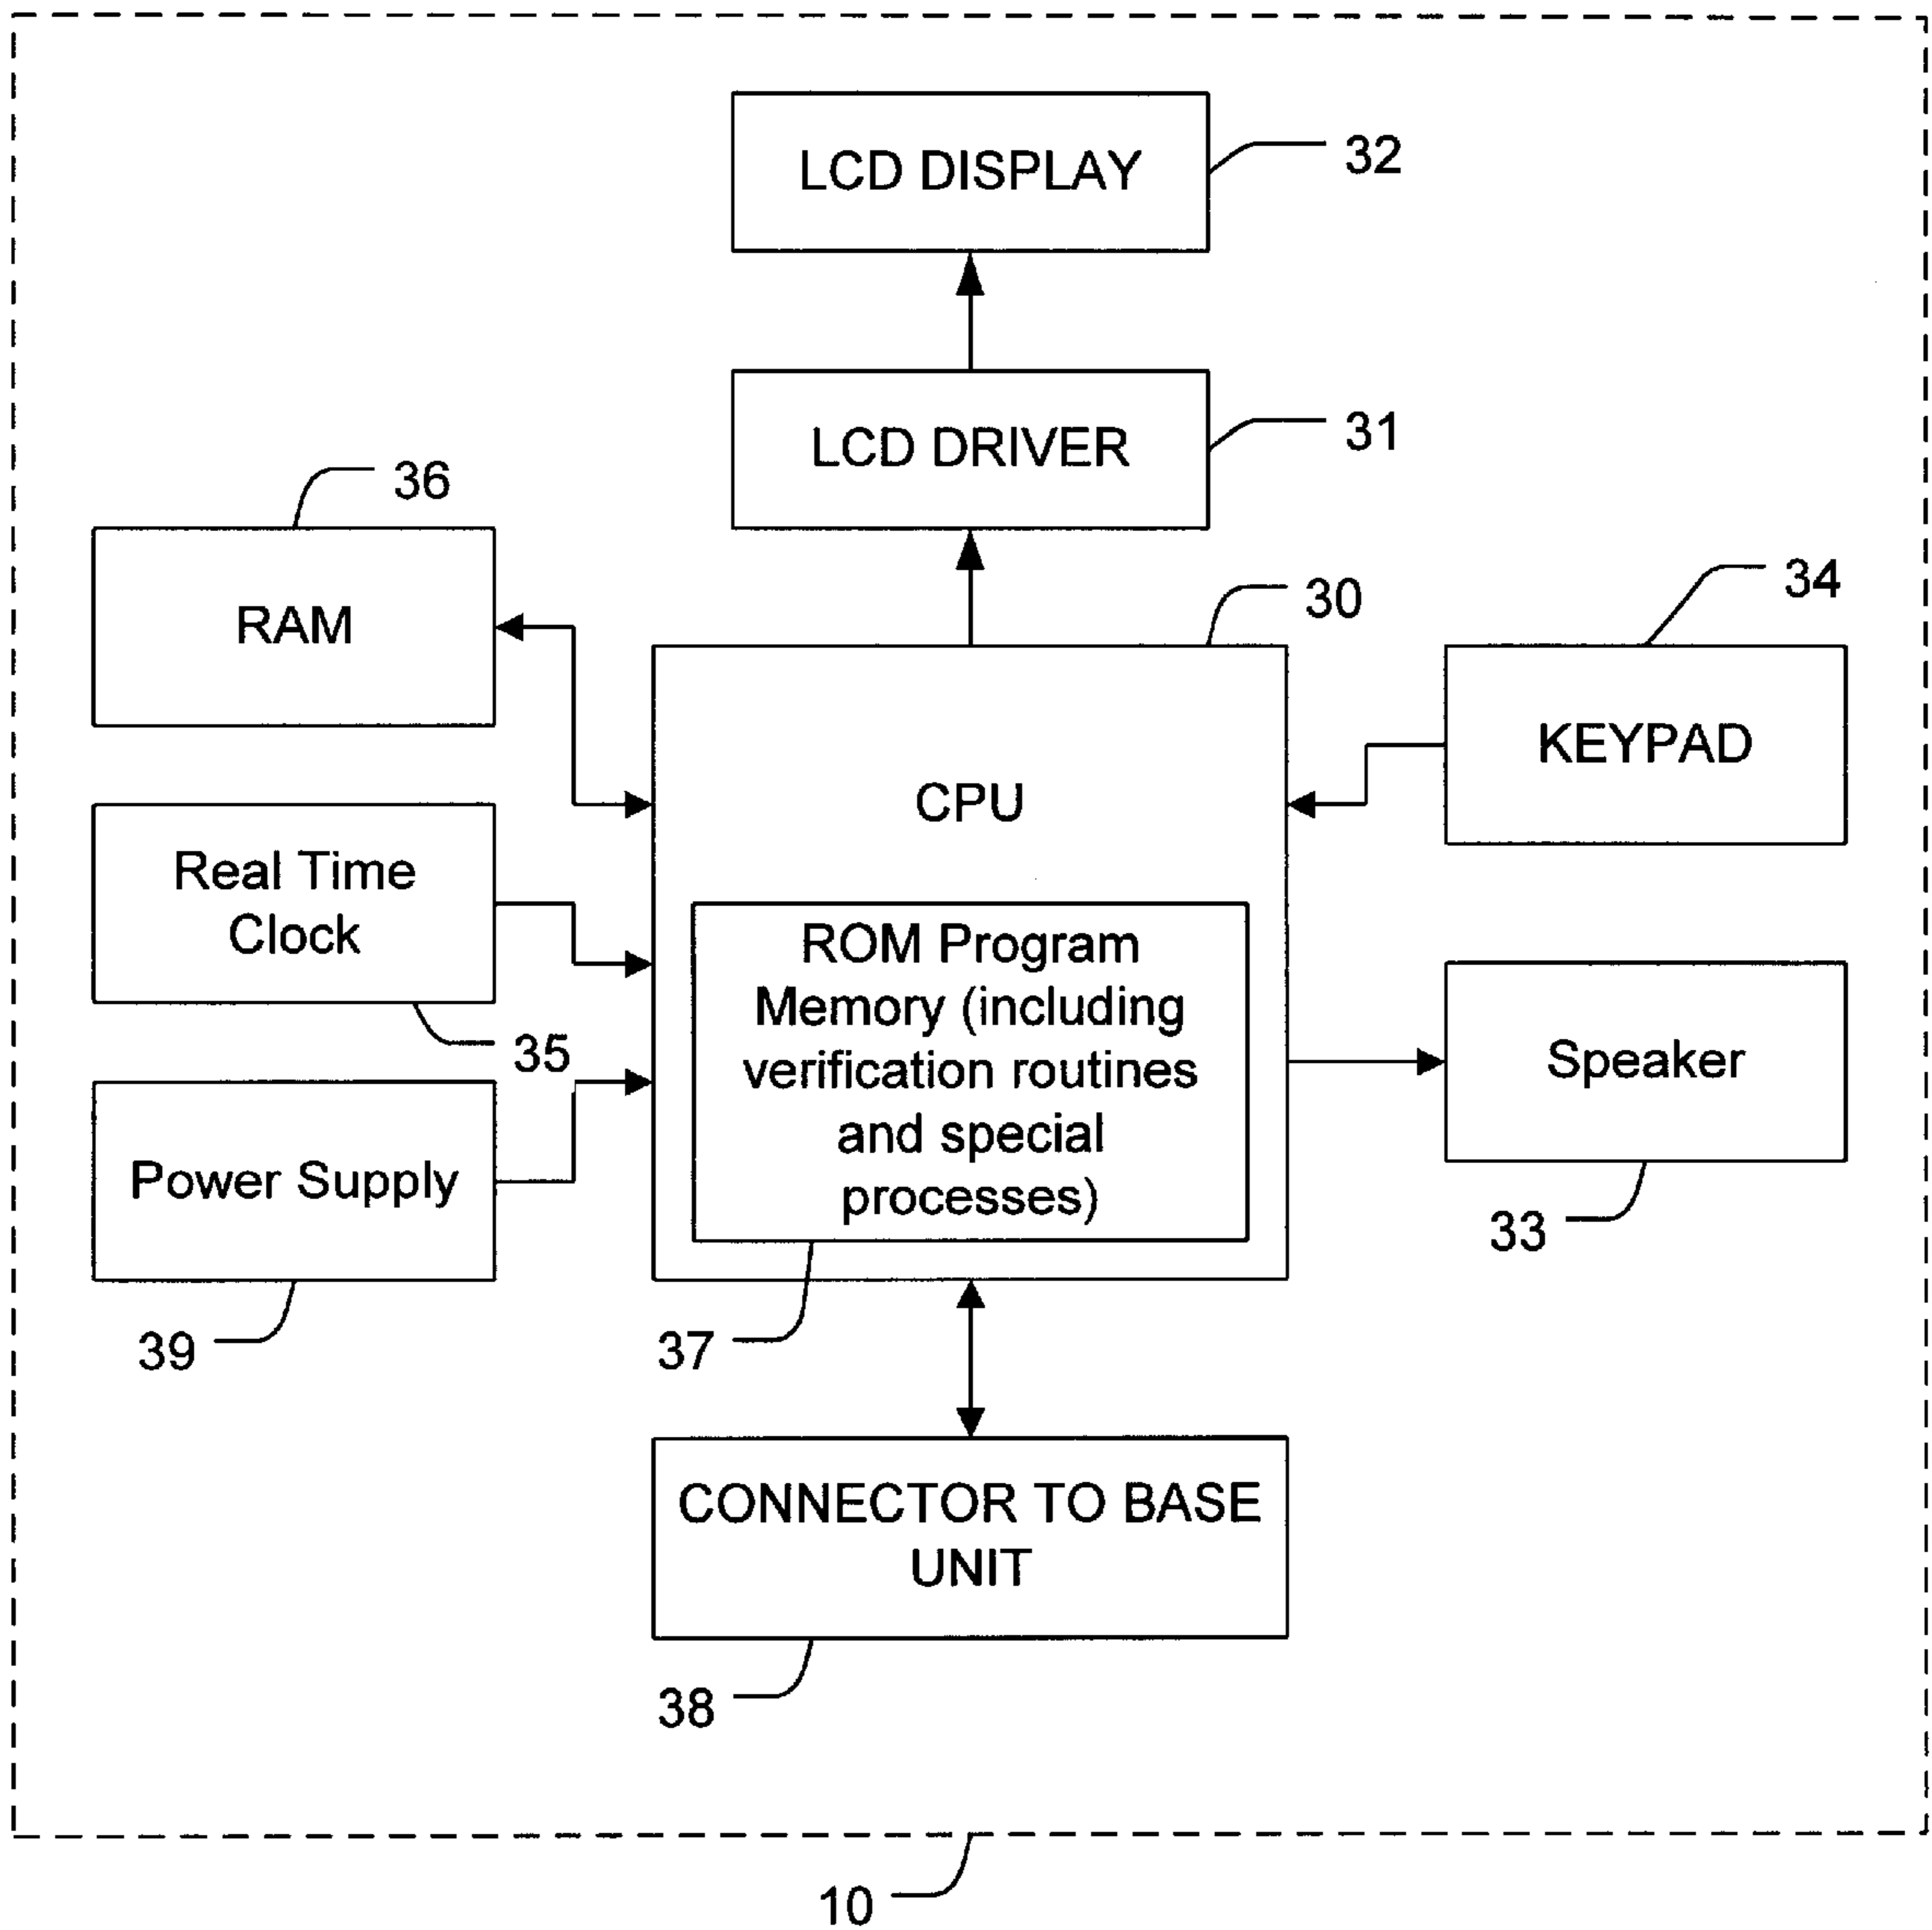 LCD DISPLAY
32
LCD DRIVER
31
36
RAM
30
34
KEYPAD
CPU
Real Time
Clock
35
ROM Program
Memory (including
verification routines
and special
processes)
Speaker
33
Power Supply
39
37
CONNECTOR TO BASE
UNIT
38
10